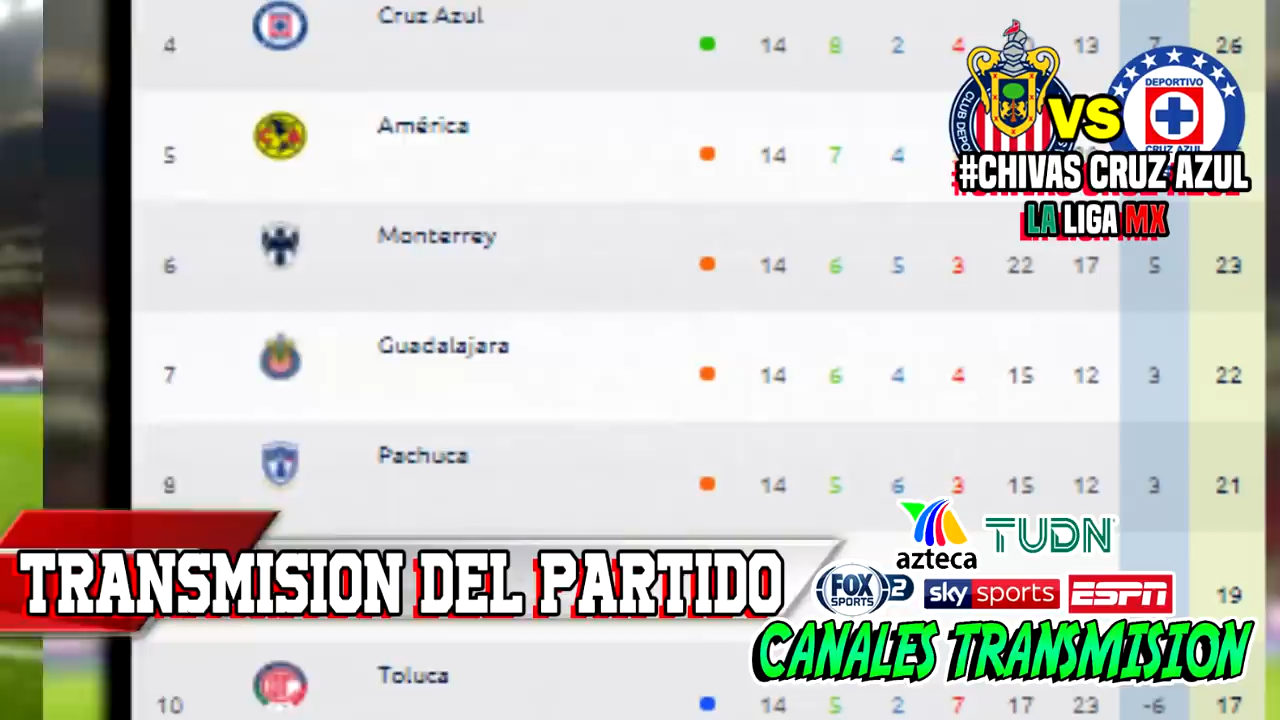 4 Cruz Azul 14 8 2 4 13 7 26
5 América 14 7 4
6 Monterrey 14 6 5 3 22 17 5 23
7 Guadalajara 14 6 4 4 15 12 3 22
8 Pachuca 14 5 6 3 15 12 3 21
19
10 Toluca 14 5 2 7 17 23 -6 17
DEPORTIVO
CRUZ AZUL
CLUB DEPO
VS
#CHIVAS CRUZ AZUL
LA LIGA MX
TRANSMISION DEL PARTIDO
azteca TUDN
FOX SPORTS 2 sky sports ESPN
CANALES TRANSMISION